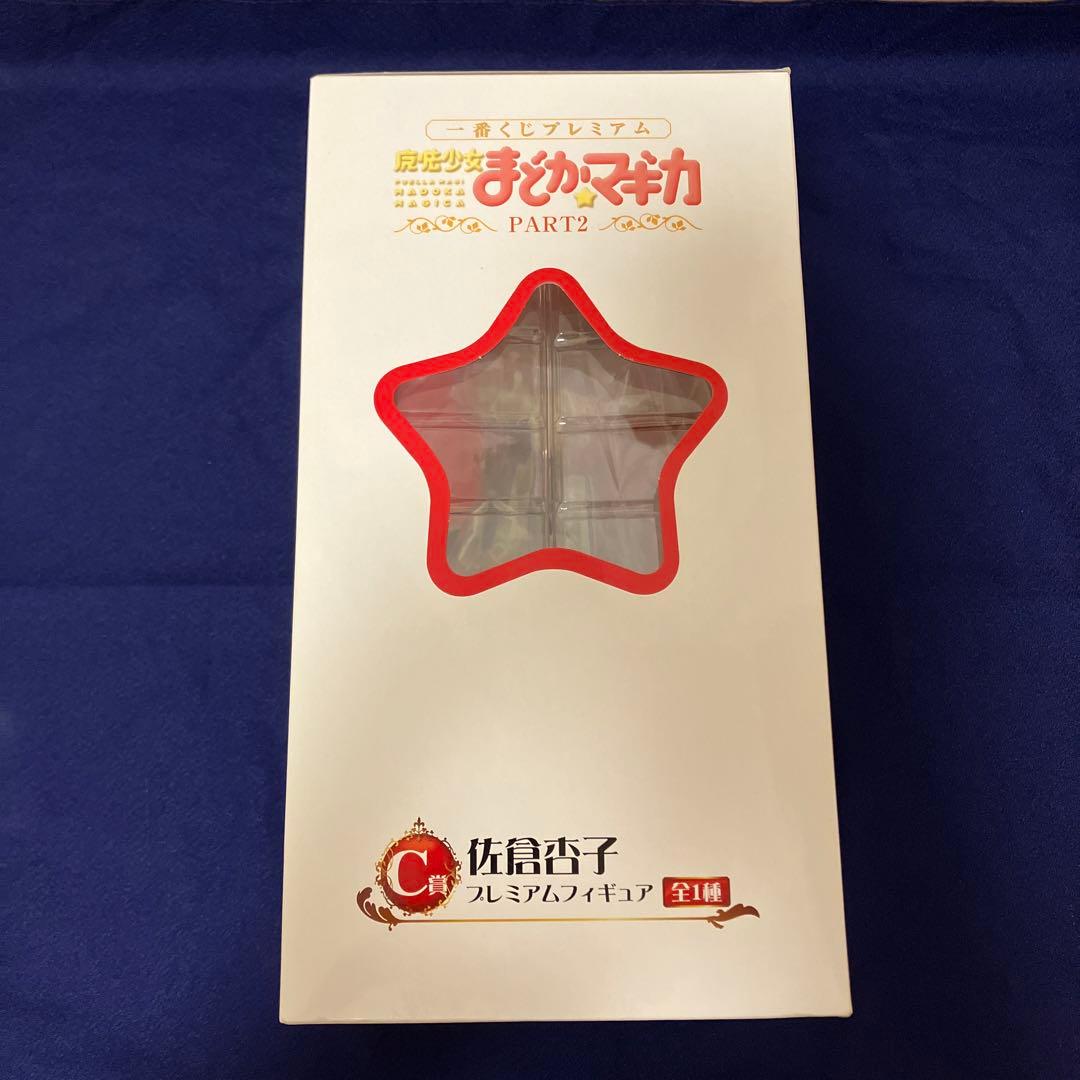 一番くじプレミアム
魔法少女
PUELLA MAGI
MADOKA
MAGICA
まどか☆マギカ
PART2
C賞
佐倉杏子
プレミアムフィギュア
全1種